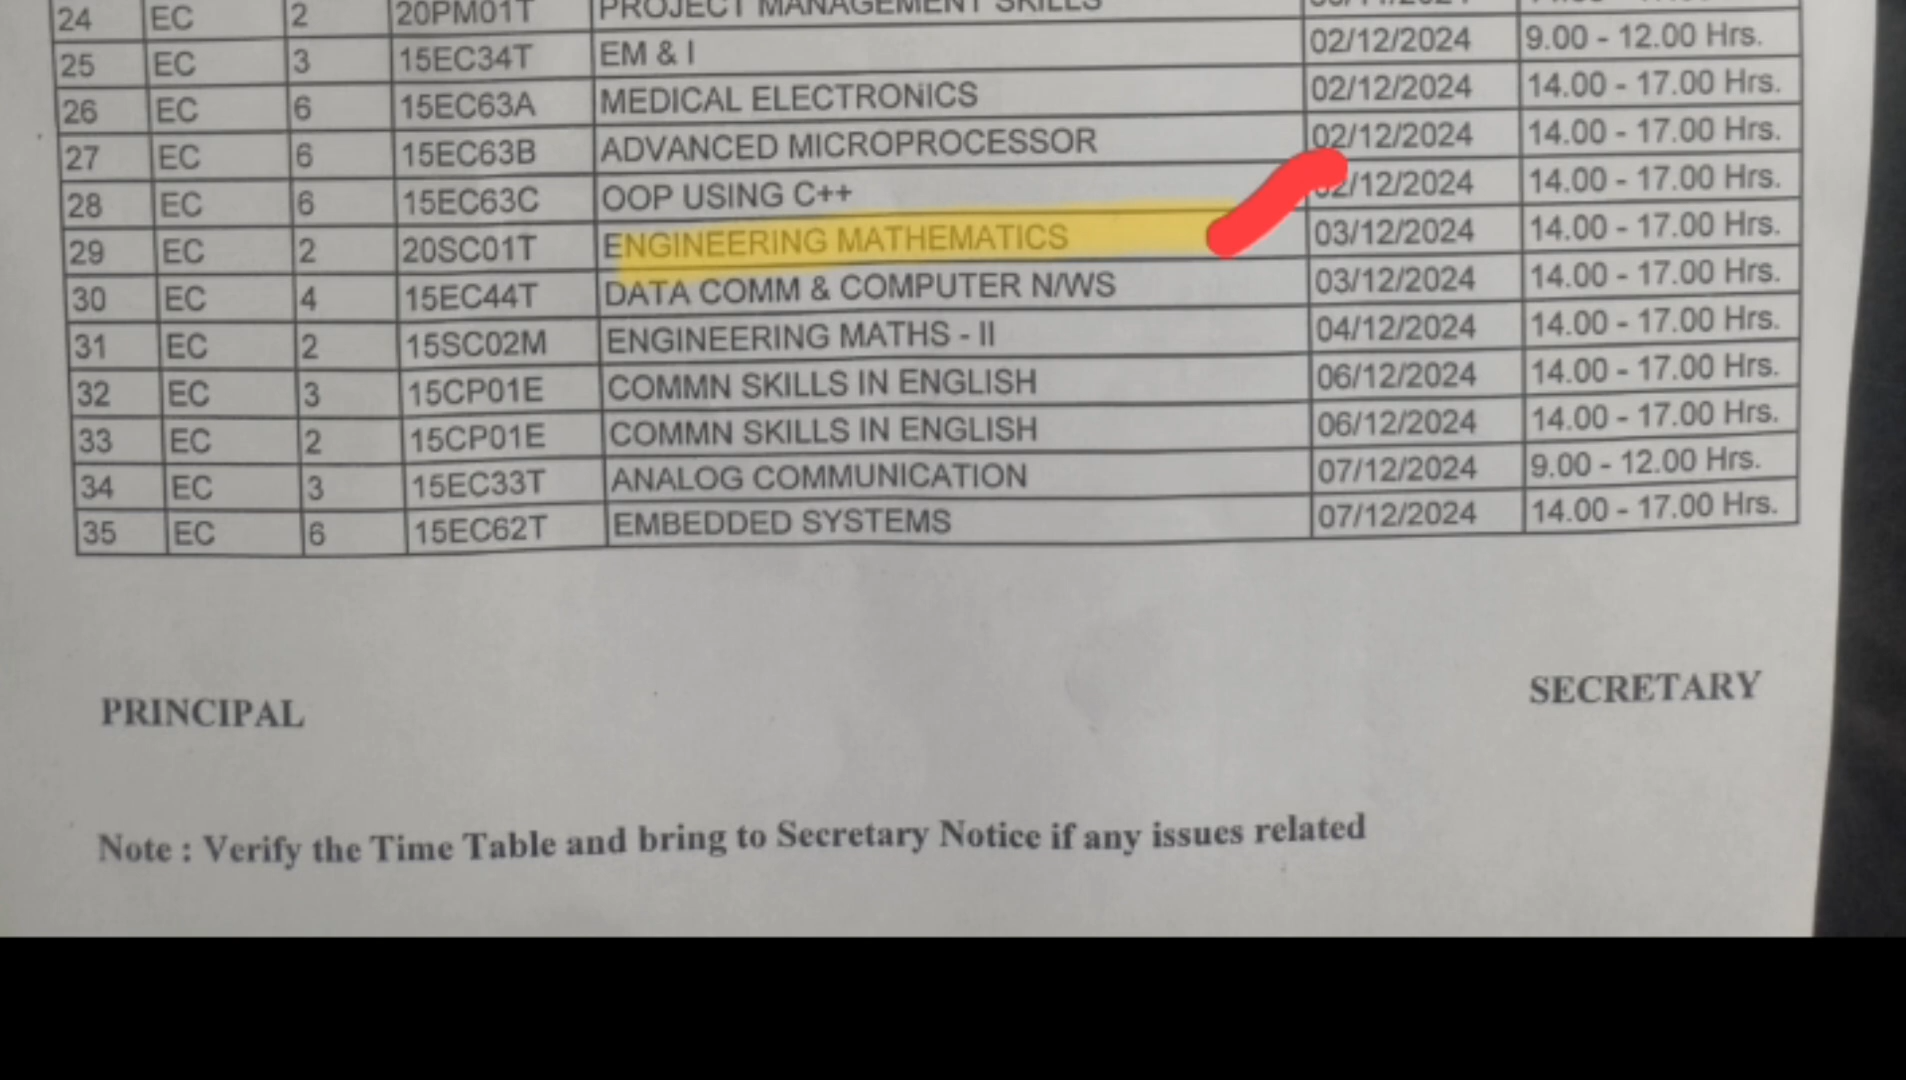 24 EC 2 20PM01T PROJECT MANAGEMENT SKILLS
25 EC 3 15EC34T EM & I 02/12/2024 9.00 - 12.00 Hrs.
26 EC 6 15EC63A MEDICAL ELECTRONICS 02/12/2024 14.00 - 17.00 Hrs.
27 EC 6 15EC63B ADVANCED MICROPROCESSOR 02/12/2024 14.00 - 17.00 Hrs.
28 EC 6 15EC63C OOP USING C++ 02/12/2024 14.00 - 17.00 Hrs.
29 EC 2 20SC01T ENGINEERING MATHEMATICS 03/12/2024 14.00 - 17.00 Hrs.
30 EC 4 15EC44T DATA COMM & COMPUTER N/WS 03/12/2024 14.00 - 17.00 Hrs.
31 EC 2 15SC02M ENGINEERING MATHS - II 04/12/2024 14.00 - 17.00 Hrs.
32 EC 3 15CP01E COMMN SKILLS IN ENGLISH 06/12/2024 14.00 - 17.00 Hrs.
33 EC 2 15CP01E COMMN SKILLS IN ENGLISH 06/12/2024 14.00 - 17.00 Hrs.
34 EC 3 15EC33T ANALOG COMMUNICATION 07/12/2024 9.00 - 12.00 Hrs.
35 EC 6 15EC62T EMBEDDED SYSTEMS 07/12/2024 14.00 - 17.00 Hrs.
PRINCIPAL SECRETARY
Note : Verify the Time Table and bring to Secretary Notice if any issues related